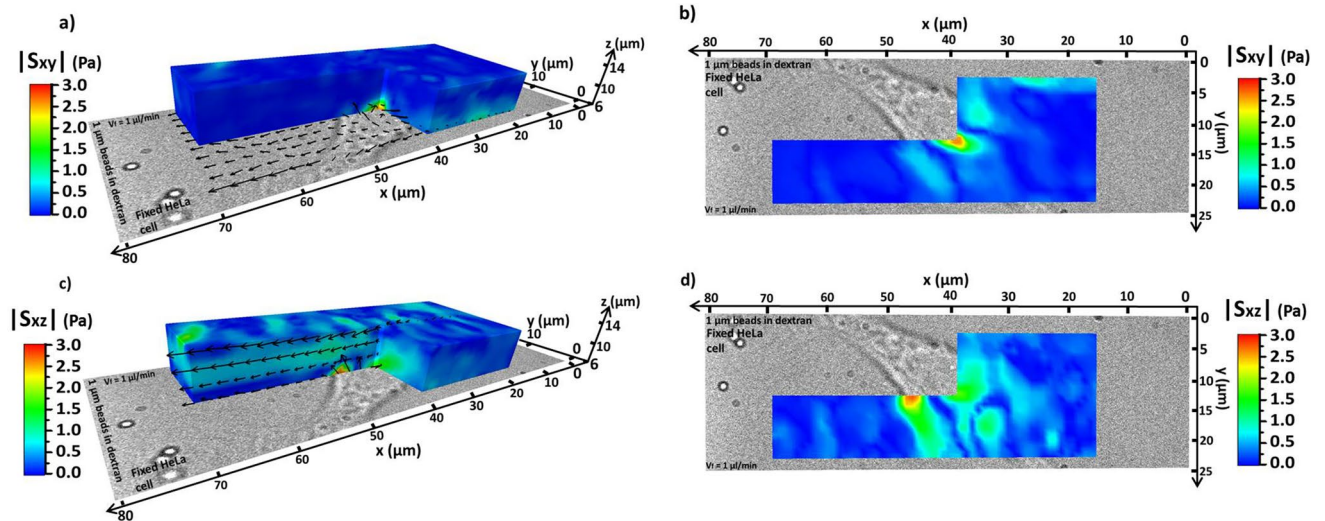 a)
|Sxy| (Pa)
3.0
2.5
2.0
1.5
1.0
0.5
0.0
Vf = 1 µl/min
1 µm beads in dextran
Fixed HeLa
cell
80
70
60
50
40
30
20
10
0
x (µm)
y (µm)
10
0
z (µm)
14
10
6
b)
x (µm)
80 70 60 50 40 30 20 10 0
1 µm beads in dextran
Fixed HeLa
cell
Vf = 1 µl/min
0
5
10
15
20
25
y (µm)
|Sxy| (Pa)
3.0
2.5
2.0
1.5
1.0
0.5
0.0
c)
|Sxz| (Pa)
3.0
2.5
2.0
1.5
1.0
0.5
0.0
Vf = 1 µl/min
1 µm beads in dextran
Fixed HeLa
cell
80
70
60
50
40
30
20
10
0
x (µm)
y (µm)
10
0
z (µm)
14
10
6
d)
x (µm)
80 70 60 50 40 30 20 10 0
1 µm beads in dextran
Fixed HeLa
cell
Vf = 1 µl/min
0
5
10
15
20
25
y (µm)
|Sxz| (Pa)
3.0
2.5
2.0
1.5
1.0
0.5
0.0